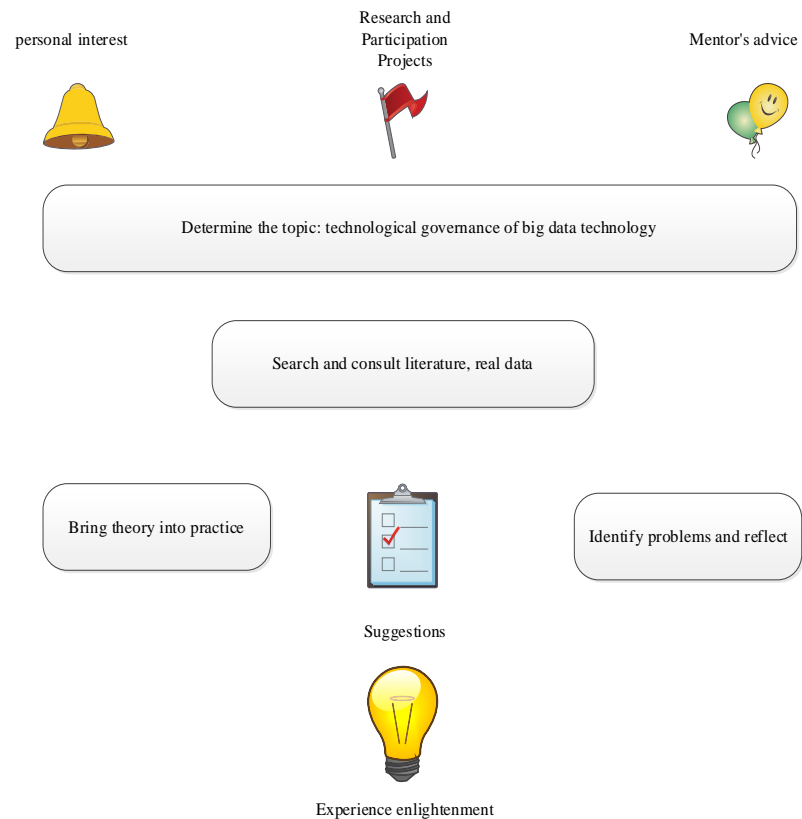 personal interest
Research and
Participation
Projects
Mentor's advice
Determine the topic: technological governance of big data technology
Search and consult literature, real data
Bring theory into practice
Identify problems and reflect
Suggestions
Experience enlightenment